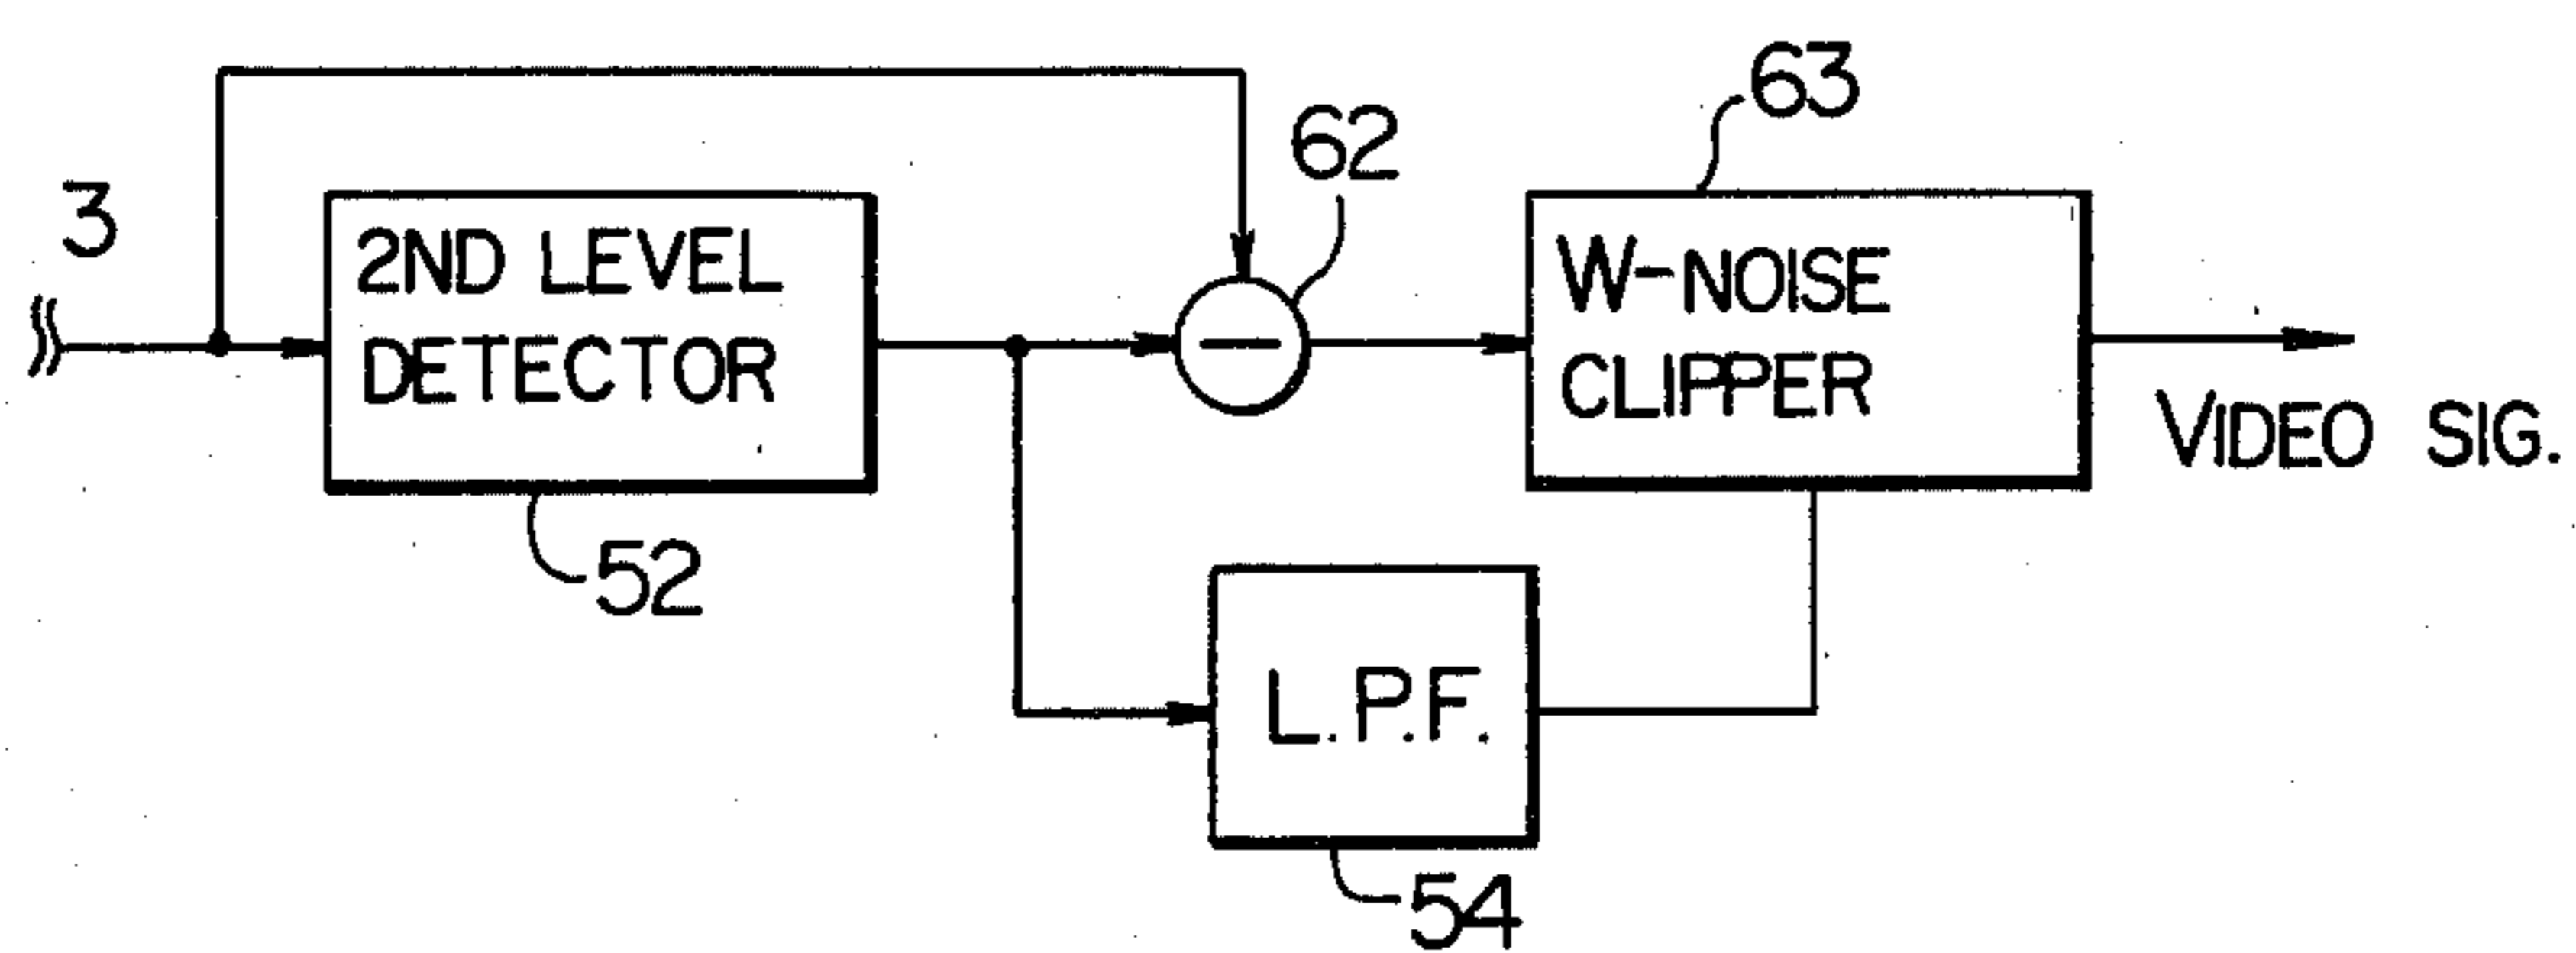 3
2ND LEVEL
DETECTOR
52
62
63
W-NOISE
CLIPPER
VIDEO SIG.
L.P.F.
54